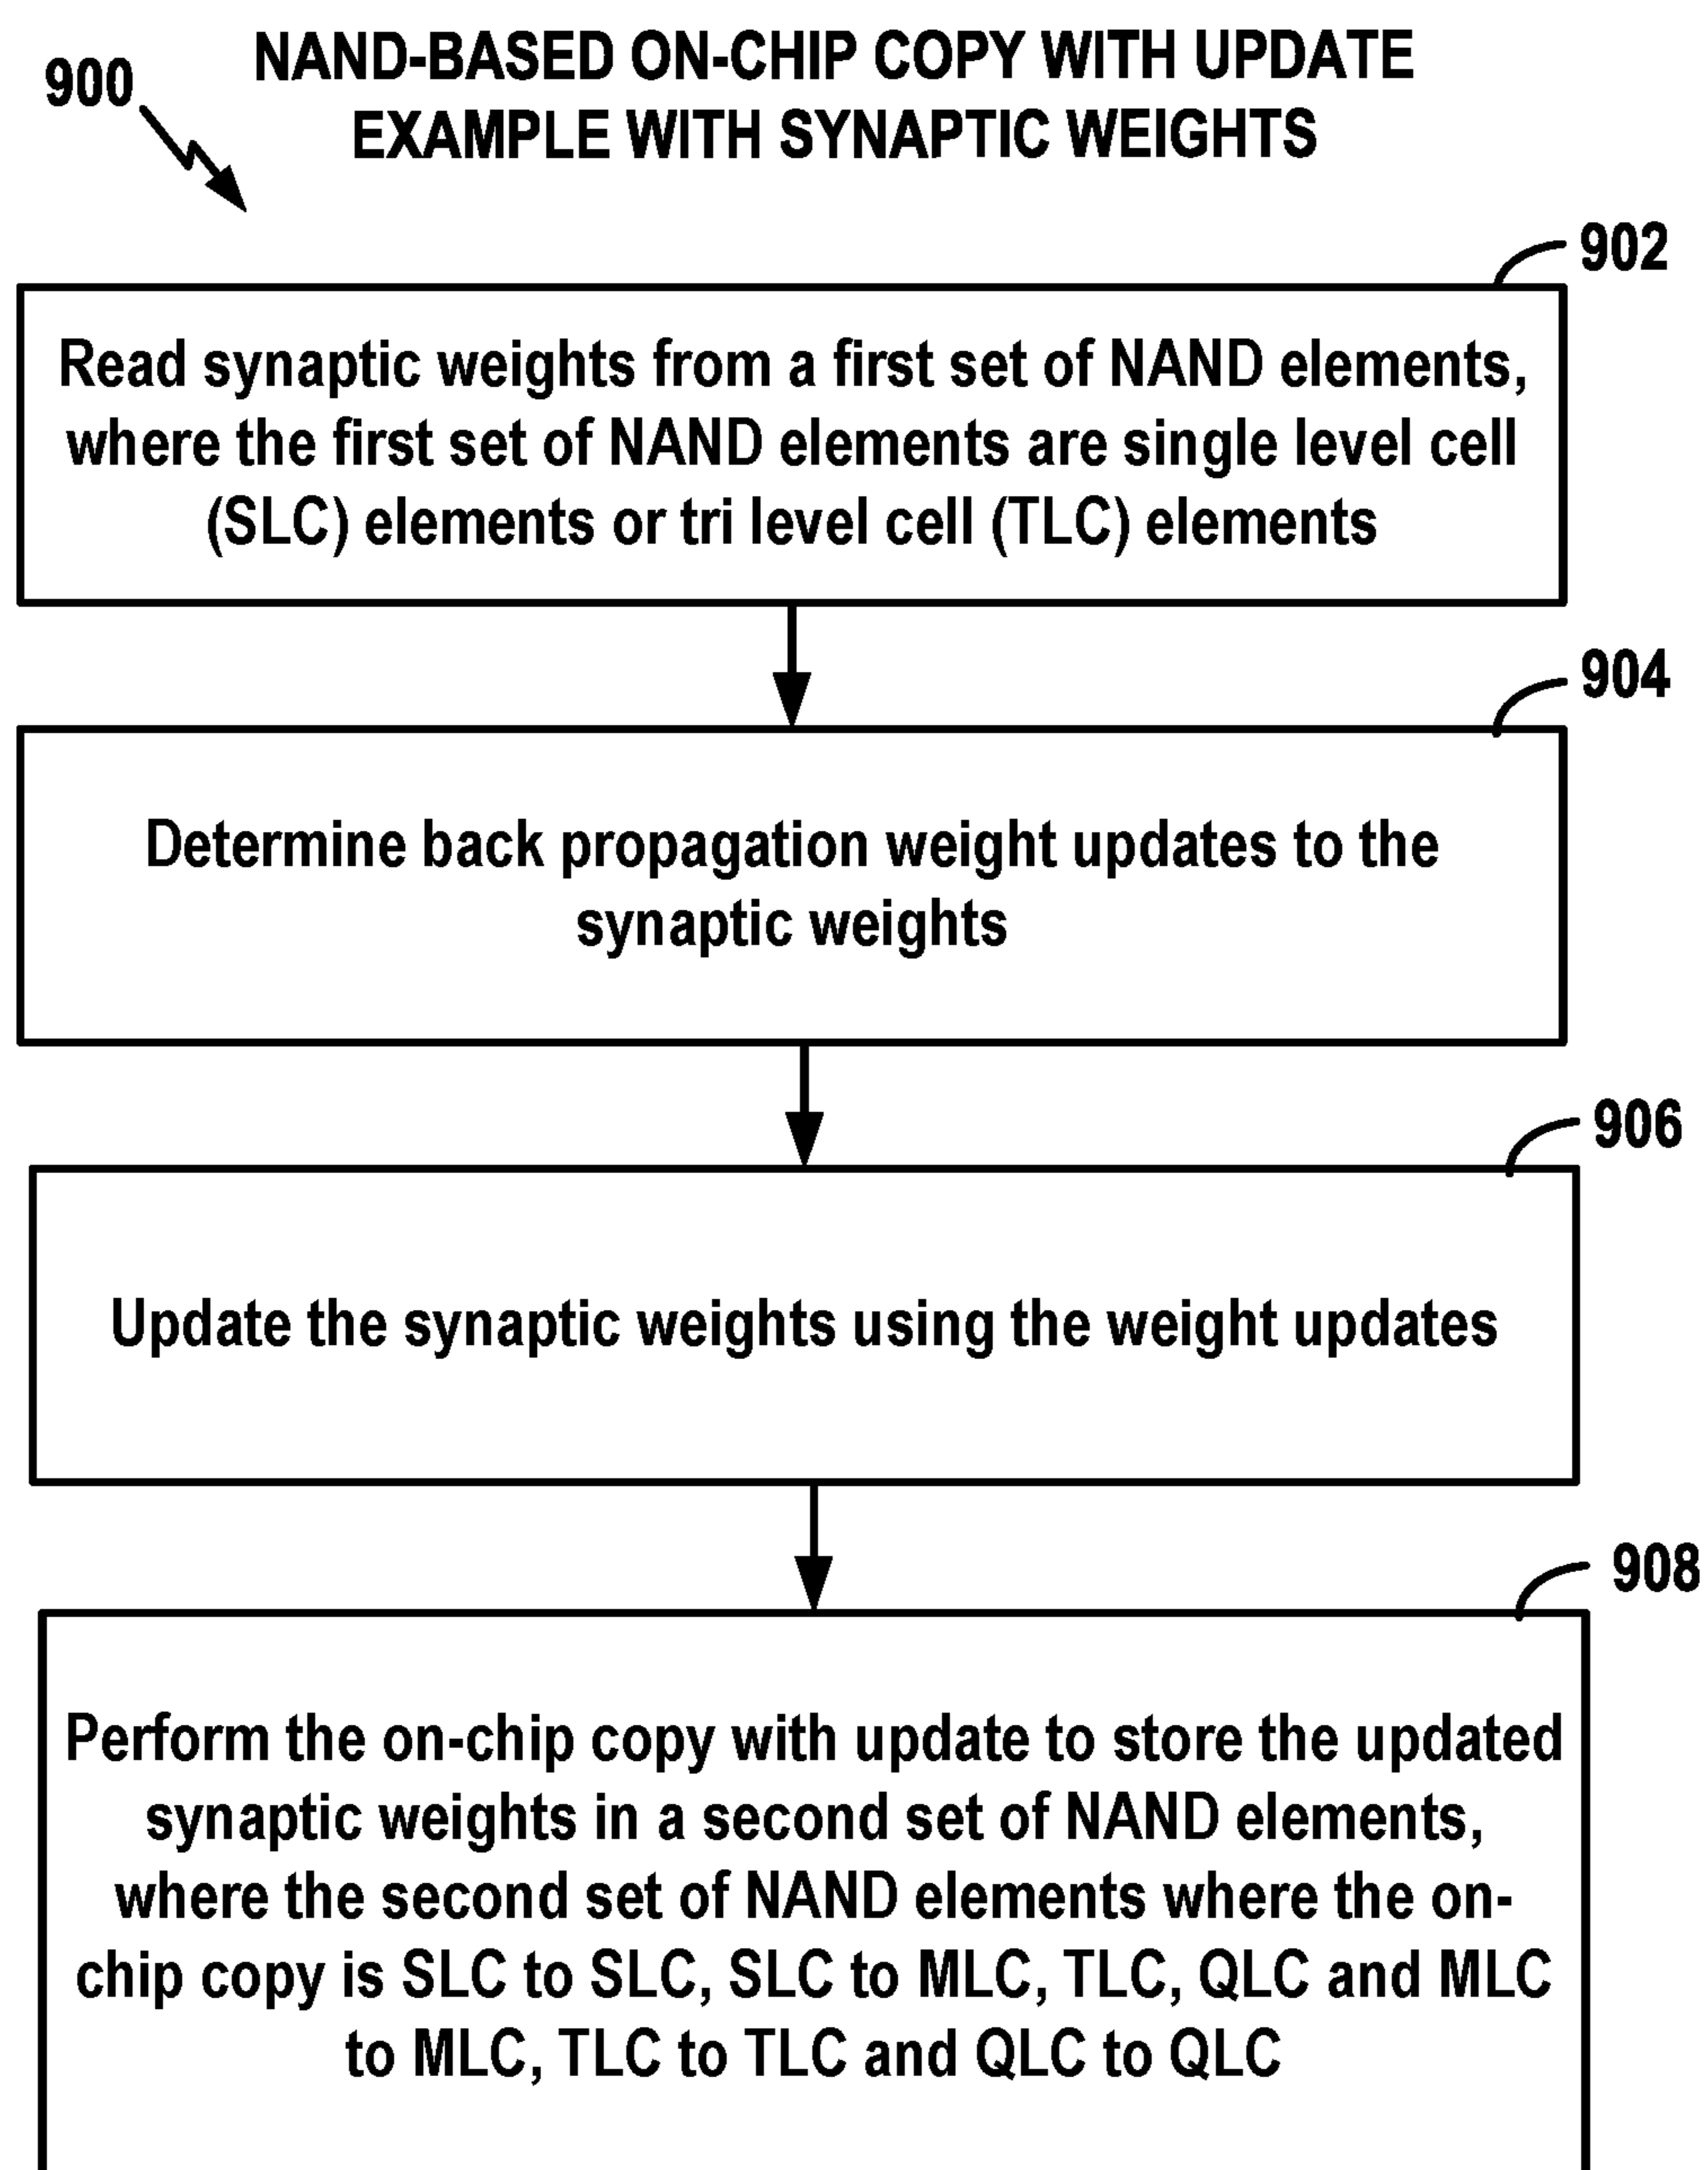 NAND-BASED ON-CHIP COPY WITH UPDATE
EXAMPLE WITH SYNAPTIC WEIGHTS
900
902
Read synaptic weights from a first set of NAND elements,
where the first set of NAND elements are single level cell
(SLC) elements or tri level cell (TLC) elements
904
Determine back propagation weight updates to the
synaptic weights
906
Update the synaptic weights using the weight updates
908
Perform the on-chip copy with update to store the updated
synaptic weights in a second set of NAND elements,
where the second set of NAND elements where the on-
chip copy is SLC to SLC, SLC to MLC, TLC, QLC and MLC
to MLC, TLC to TLC and QLC to QLC